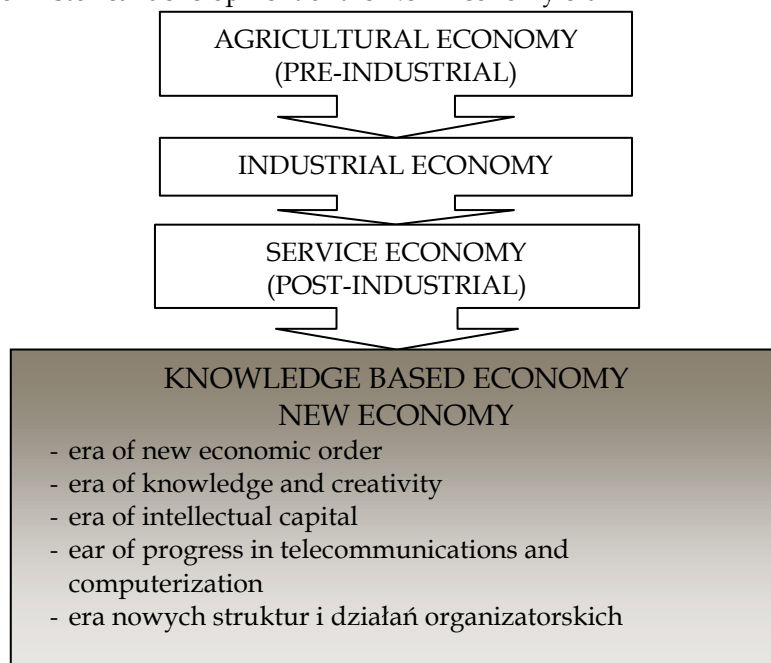 AGRICULTURAL ECONOMY
(PRE-INDUSTRIAL)
INDUSTRIAL ECONOMY
SERVICE ECONOMY
(POST-INDUSTRIAL)
KNOWLEDGE BASED ECONOMY
NEW ECONOMY
- era of new economic order
- era of knowledge and creativity
- era of intellectual capital
- ear of progress in telecommunications and
computerization
- era nowych struktur i działań organizatorskich